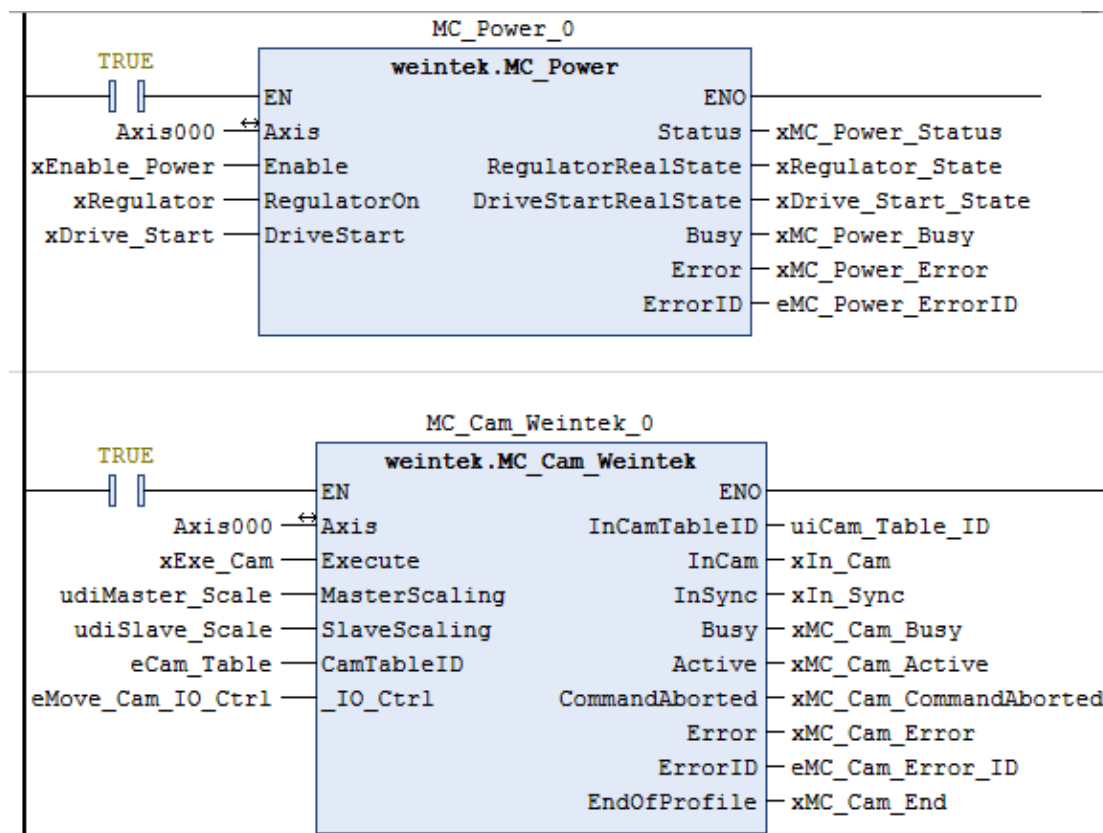 MC_Power_0
TRUE
weintek.MC_Power
EN ENO
Axis000 Axis Status xMC_Power_Status
xEnable_Power Enable RegulatorRealState xRegulator_State
xRegulator RegulatorOn DriveStartRealState xDrive_Start_State
xDrive_Start DriveStart Busy xMC_Power_Busy
Error xMC_Power_Error
ErrorID eMC_Power_ErrorID
MC_Cam_Weintek_0
TRUE
weintek.MC_Cam_Weintek
EN ENO
Axis000 Axis InCamTableID uiCam_Table_ID
xExe_Cam Execute InCam xIn_Cam
udiMaster_Scale MasterScaling InSync xIn_Sync
udiSlave_Scale SlaveScaling Busy xMC_Cam_Busy
eCam_Table CamTableID Active xMC_Cam_Active
eMove_Cam_IO_Ctrl _IO_Ctrl CommandAborted xMC_Cam_CommandAborted
Error xMC_Cam_Error
ErrorID eMC_Cam_Error_ID
EndOfProfile xMC_Cam_End